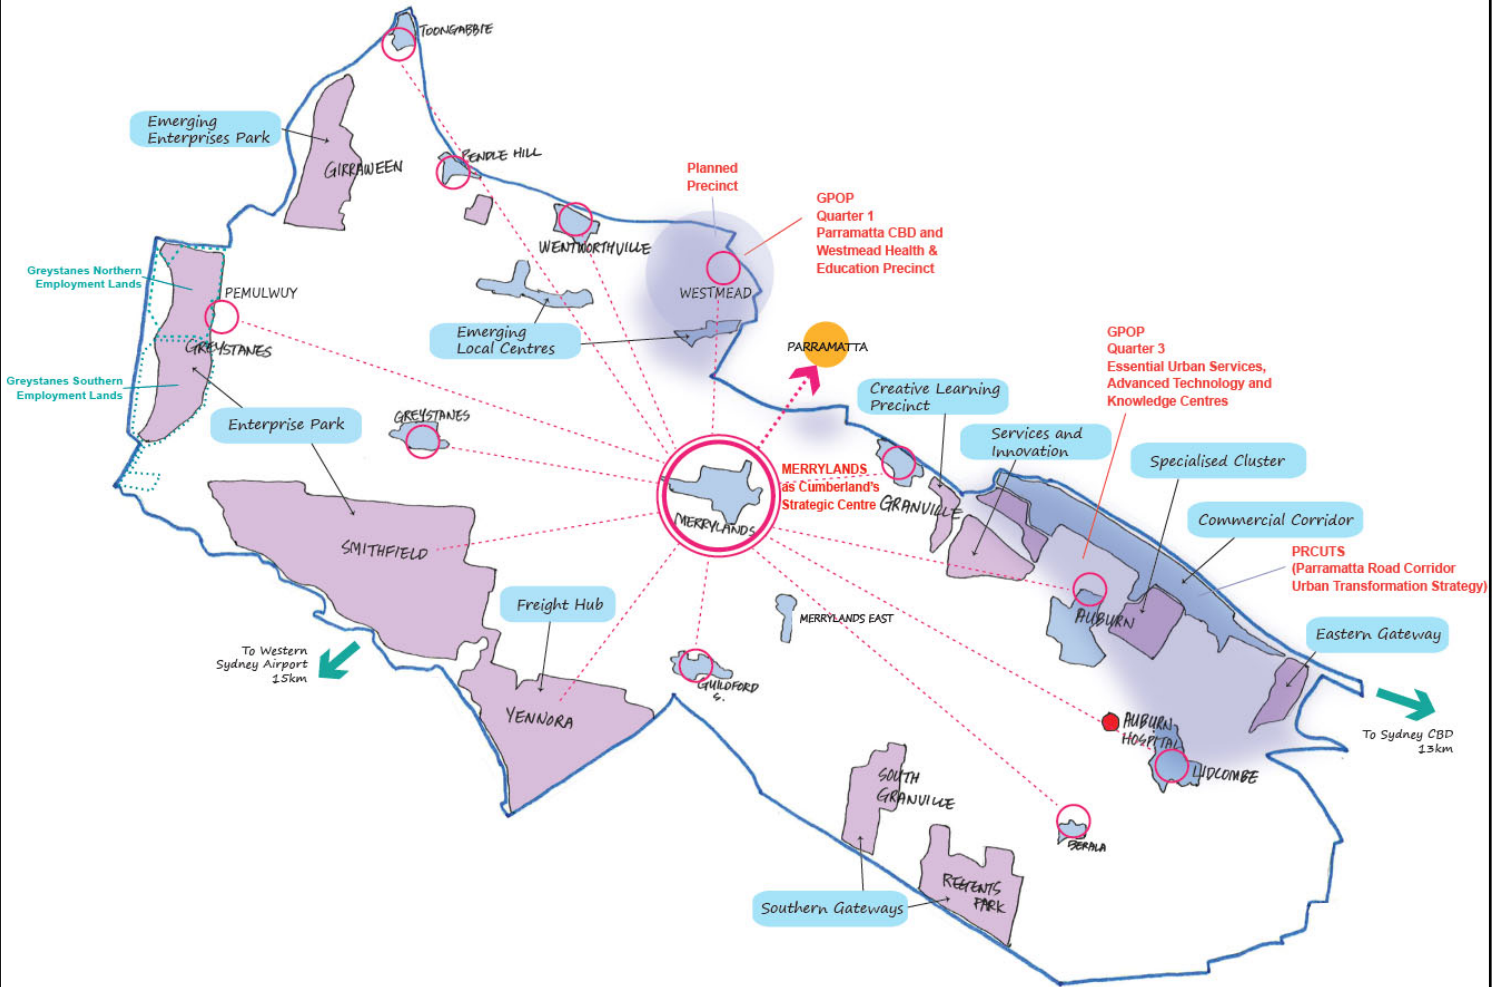 TOONGABBIE
Emerging
Enterprises Park
GIRRAWEEN
PENDLE HILL
Planned
Precinct
GPOP
Quarter 1
Parramatta CBD and
Westmead Health &
Education Precinct
WENTWORTHVILLE
Greystanes Northern
Employment Lands
PEMULWUY
WESTMEAD
Emerging
Local Centres
PARRAMATTA
GREYSTANES
Greystanes Southern
Employment Lands
Enterprise Park
GREYSTANES
Creative Learning
Precinct
GPOP
Quarter 3
Essential Urban Services,
Advanced Technology and
Knowledge Centres
Services and
Innovation
Specialised Cluster
MERRYLANDS
as Cumberland's
Strategic Centre
GRANVILLE
MERRYLANDS
Commercial Corridor
PRCUTS
(Parramatta Road Corridor
Urban Transformation Strategy)
SMITHFIELD
Freight Hub
MERRYLANDS EAST
AUBURN
Eastern Gateway
To Western
Sydney Airport
15km
GUILDFORD
S.
YENNORA
AUBURN
HOSPITAL
To Sydney CBD
13km
LIDCOMBE
SOUTH
GRANVILLE
BERALA
REGENTS
PARK
Southern Gateways